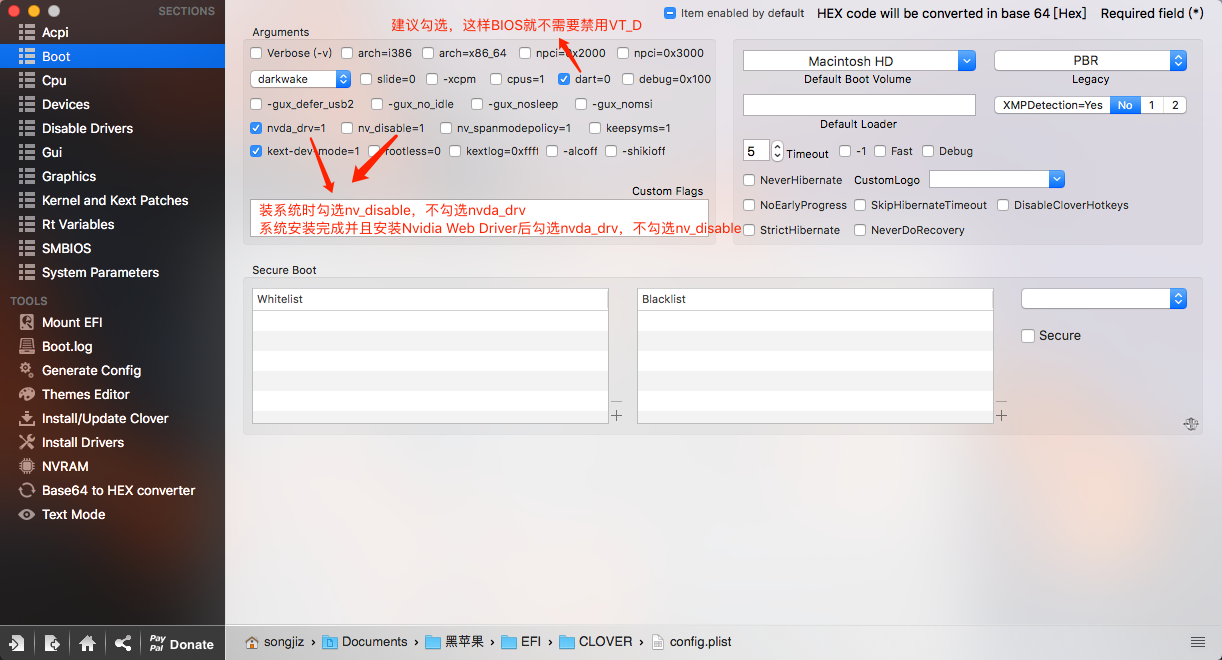 SECTIONS
Acpi
Boot
Cpu
Devices
Disable Drivers
Gui
Graphics
Kernel and Kext Patches
Rt Variables
SMBIOS
System Parameters
TOOLS
Mount EFI
Boot.log
Generate Config
Themes Editor
Install/Update Clover
Install Drivers
NVRAM
Base64 to HEX converter
Text Mode
Pay Pal Donate
建议勾选，这样BIOS就不需要禁用VT_D
Item enabled by default HEX code will be converted in base 64 [Hex] Required field (*)
Arguments
Verbose (-v) arch=i386 arch=x86_64 npci=0x2000 npci=0x3000
darkwake slide=0 -xcpm cpus=1 dart=0 debug=0x100
-gux_defer_usb2 -gux_no_idle -gux_nosleep -gux_nomsi
nvda_drv=1 nv_disable=1 nv_spanmodepolicy=1 keepsyms=1
kext-dev-mode=1 rootless=0 kextlog=0xffff -alcoff -shikioff
Custom Flags
装系统时勾选nv_disable，不勾选nvda_drv
系统安装完成并且安装Nvidia Web Driver后勾选nvda_drv，不勾选nv_disable
Macintosh HD
Default Boot Volume
PBR
Legacy
Default Loader
XMPDetection=Yes No 1 2
5 Timeout -1 Fast Debug
NeverHibernate CustomLogo
NoEarlyProgress SkipHibernateTimeout DisableCloverHotkeys
StrictHibernate NeverDoRecovery
Secure Boot
Whitelist
Blacklist
Secure
songjiz › Documents › 黑苹果 › EFI › CLOVER › config.plist